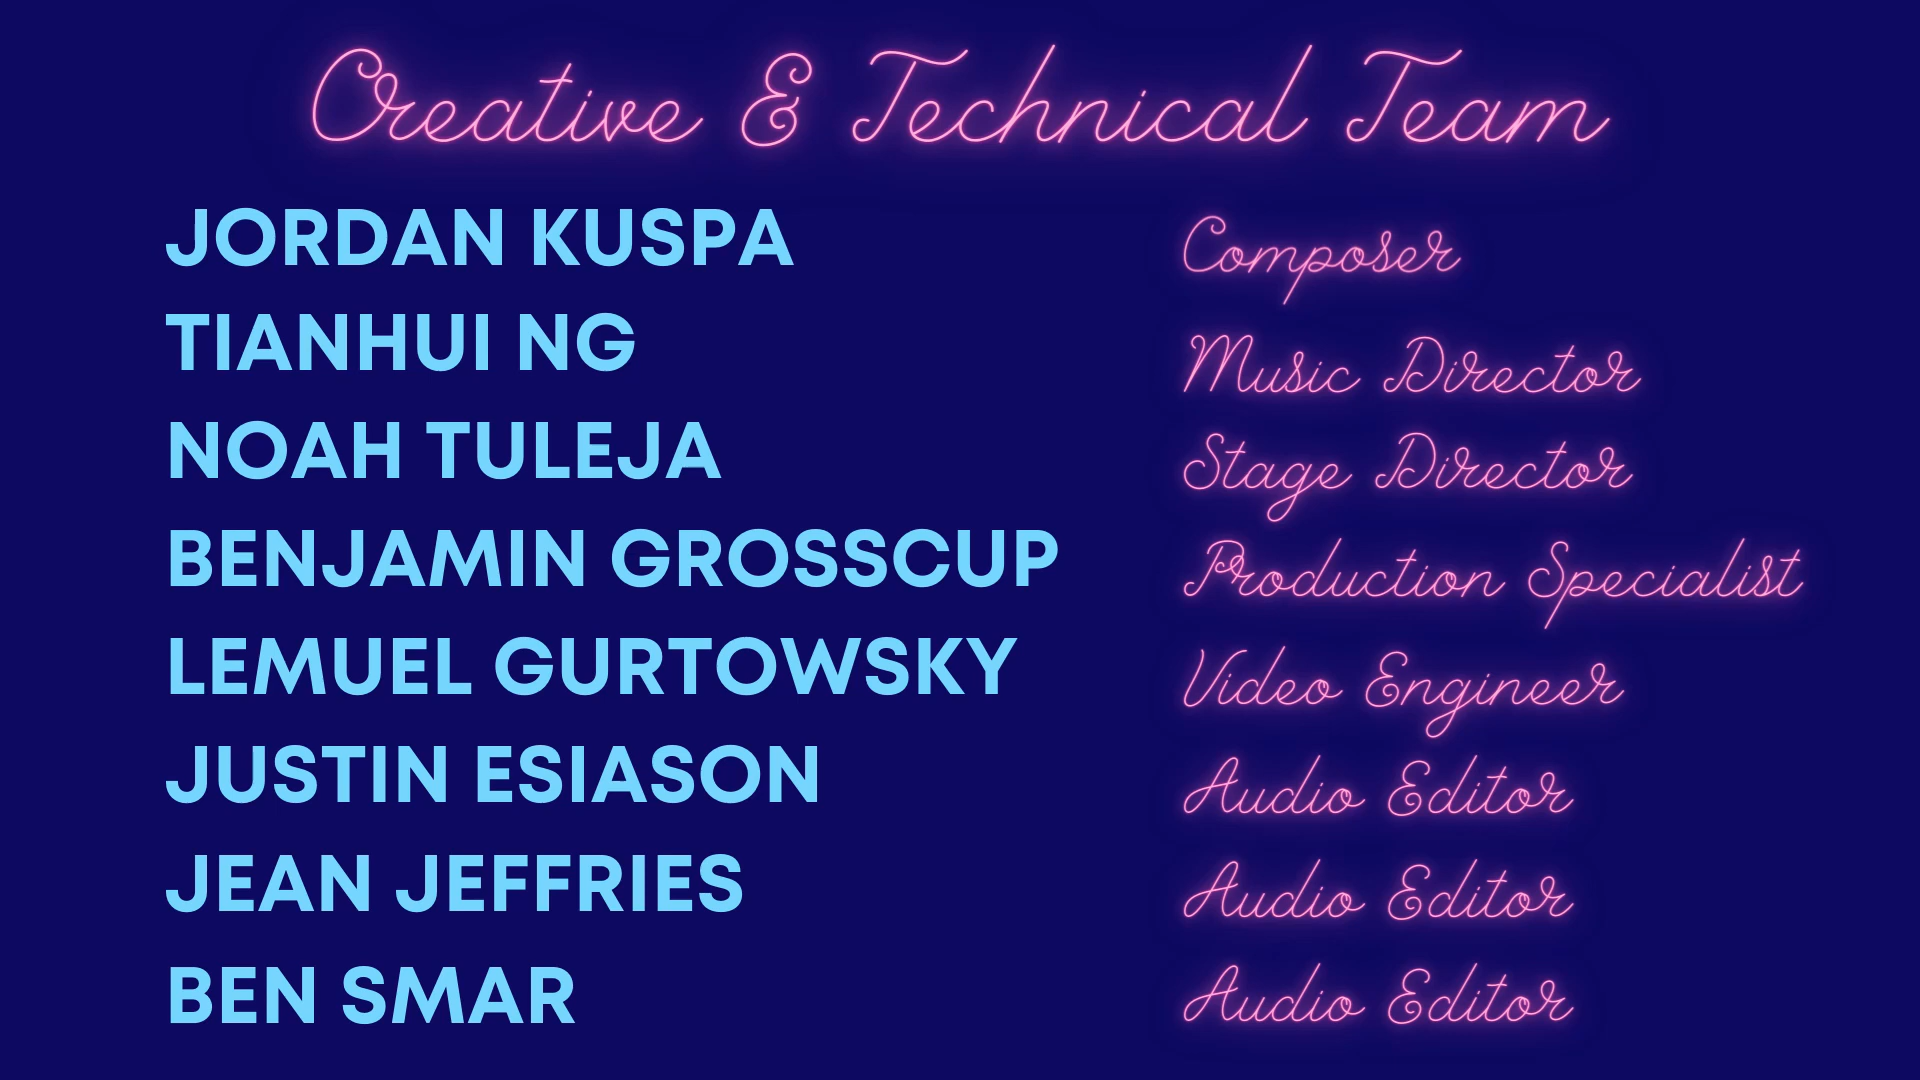 Creative & Technical Team
JORDAN KUSPA Composer
TIANHUI NG Music Director
NOAH TULEJA Stage Director
BENJAMIN GROSSCUP Production Specialist
LEMUEL GURTOWSKY Video Engineer
JUSTIN ESIASON Audio Editor
JEAN JEFFRIES Audio Editor
BEN SMAR Audio Editor